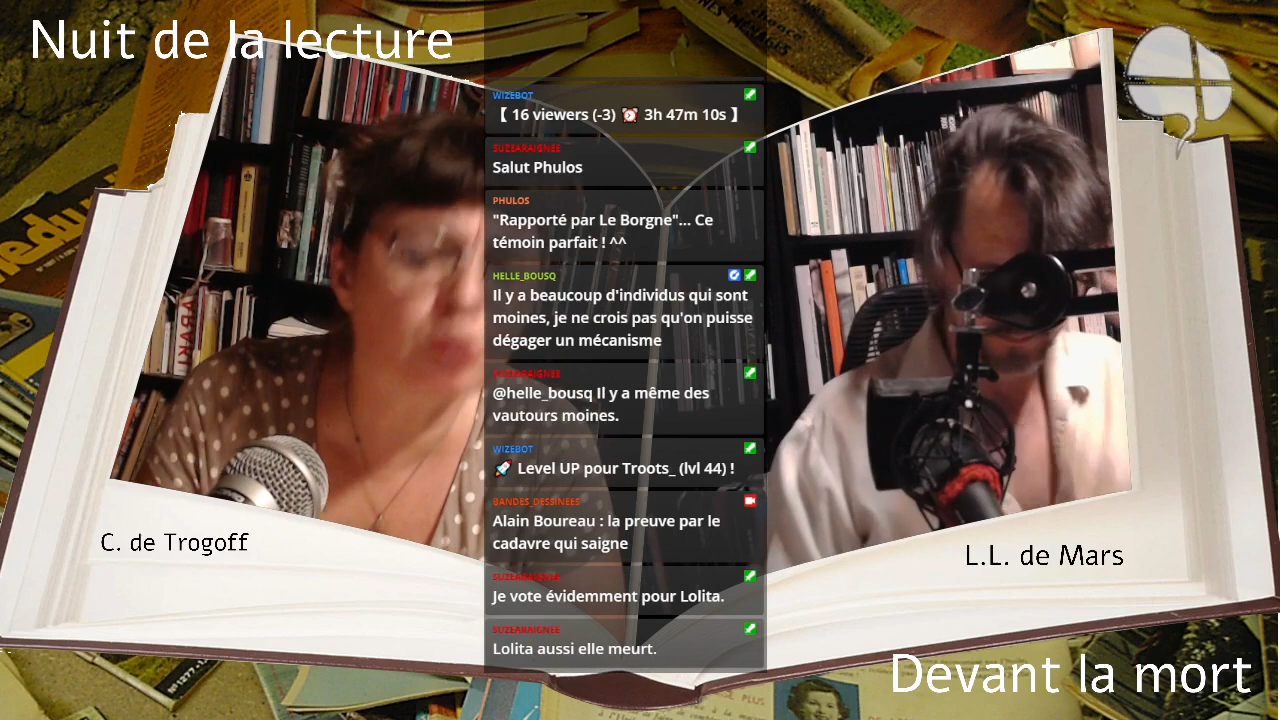 Nuit de la lecture
WIZEBOT
【 16 viewers (-3) ⏰ 3h 47m 10s 】
SUZEARAIGNEE
Salut Phulos
PHULOS
"Rapporté par Le Borgne"... Ce
témoin parfait ! ^^
HELLE_BOUSQ
Il y a beaucoup d'individus qui sont
moines, je ne crois pas qu'on puisse
dégager un mécanisme
SUZEARAIGNEE
@helle_bousq Il y a même des
vautours moines.
WIZEBOT
🚀 Level UP pour Troots_ (lvl 44) !
BANDES_DESSINEES
Alain Boureau : la preuve par le
cadavre qui saigne
SUZEARAIGNEE
Je vote évidemment pour Lolita.
SUZEARAIGNEE
Lolita aussi elle meurt.
C. de Trogoff
L.L. de Mars
Devant la mort
PLUS